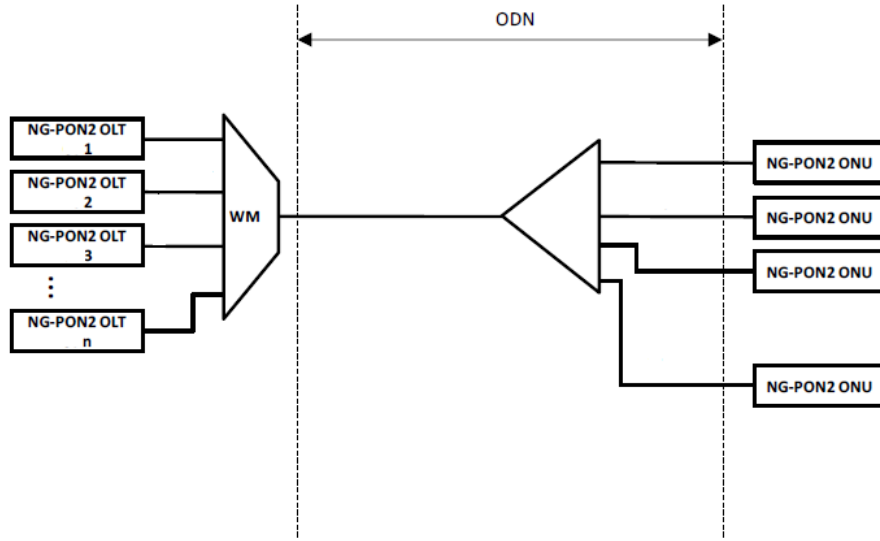 ODN
NG-PON2 OLT
1
NG-PON2 OLT
2
NG-PON2 OLT
3
⋮
NG-PON2 OLT
n
WM
NG-PON2 ONU
NG-PON2 ONU
NG-PON2 ONU
NG-PON2 ONU